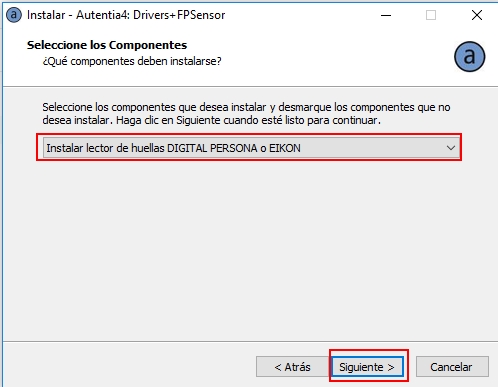 a Instalar - Autentia4: Drivers+FPSensor
Seleccione los Componentes
¿Qué componentes deben instalarse?
a
Seleccione los componentes que desea instalar y desmarque los componentes que no
desea instalar. Haga clic en Siguiente cuando esté listo para continuar.
Instalar lector de huellas DIGITAL PERSONA o EIKON
< Atrás Siguiente > Cancelar